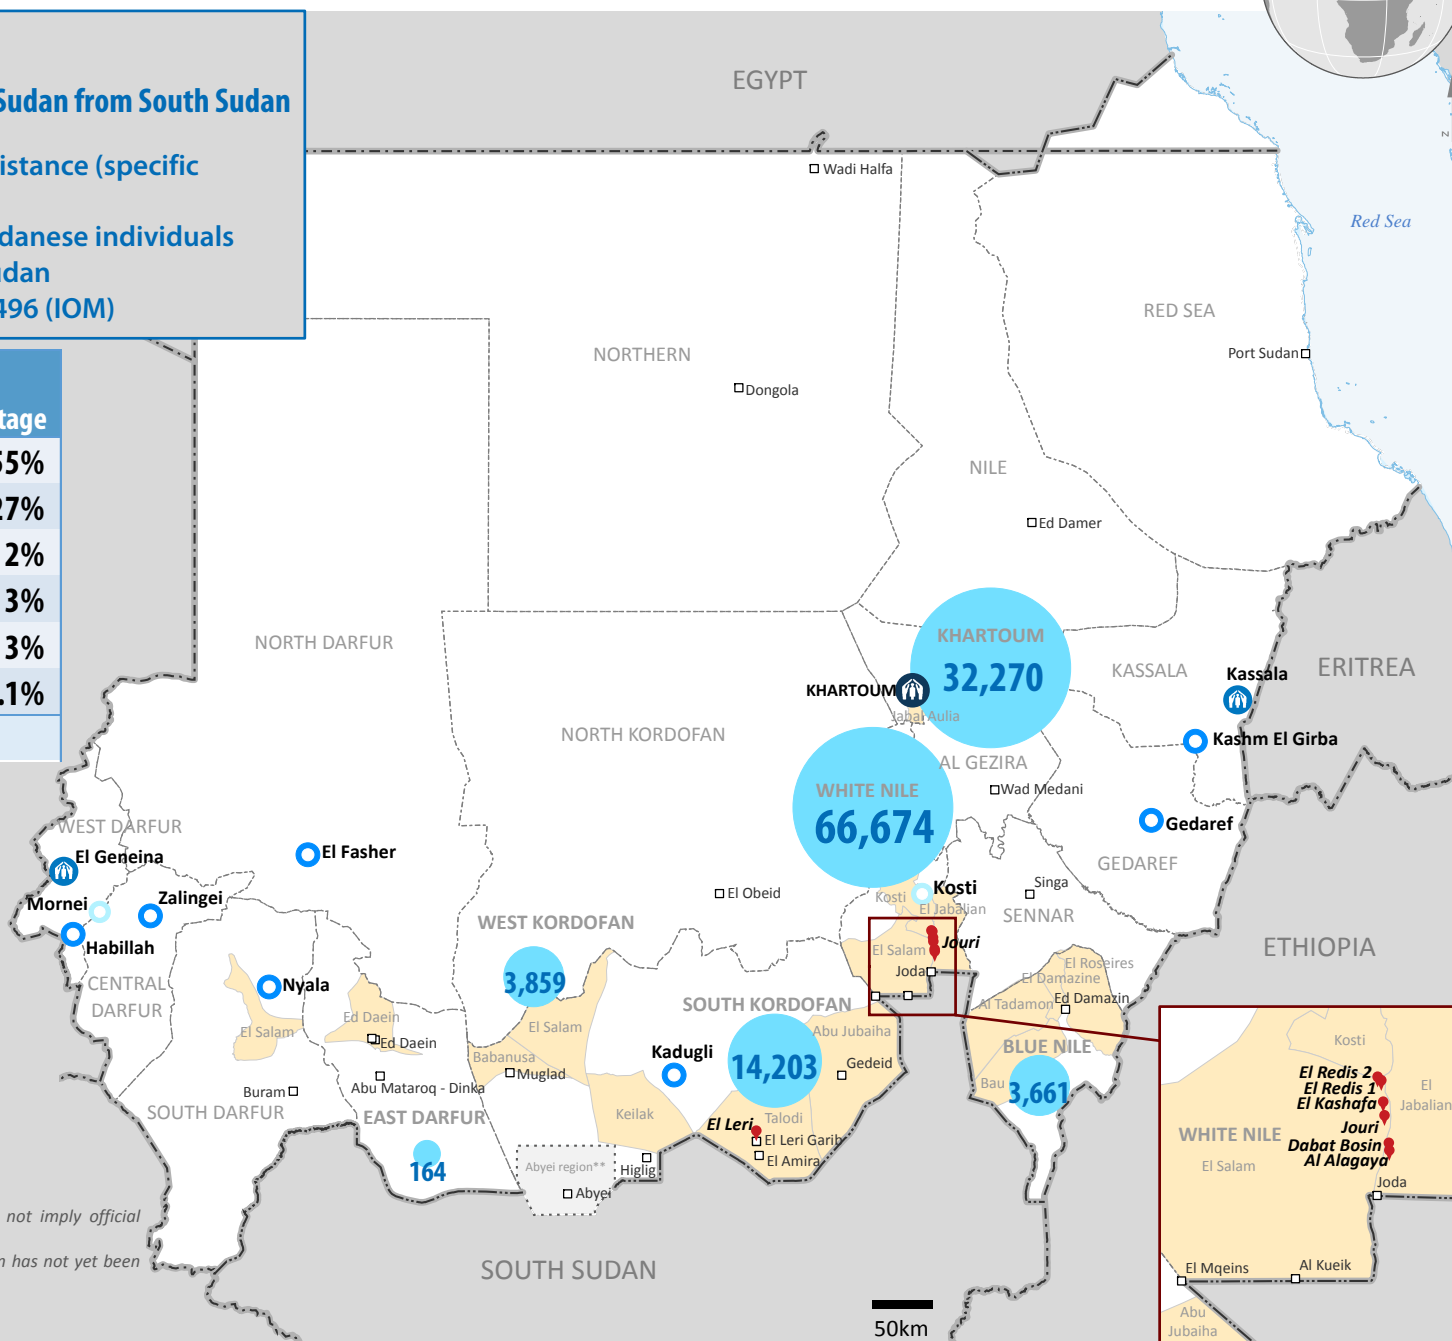 Sudan from South Sudan
(specific
individuals
496 (IOM)
55%
27%
2%
3%
3%
.1%
not imply official
has not yet been
EGYPT
Wadi Halfa
Red Sea
RED SEA
Port Sudan
NORTHERN
Dongola
NILE
Ed Damer
NORTH DARFUR
KHARTOUM
32,270
KHARTOUM
Jabal Aulia
KASSALA
Kassala
ERITREA
Kashm El Girba
NORTH KORDOFAN
AL GEZIRA
Wad Medani
WHITE NILE
66,674
Gedaref
GEDAREF
WEST DARFUR
El Geneina
El Fasher
Mornei
Zalingei
Habillah
CENTRAL
DARFUR
Nyala
El Salam
El Obeid
Kosti
Kosti
El Jabalian
Singa
SENNAR
ETHIOPIA
WEST KORDOFAN
3,859
El Salam
Jouri
El Salam
Joda
El Roseires
El Damazine
Al Tadamon
Ed Damazin
BLUE NILE
Bau
3,661
SOUTH KORDOFAN
Abu Jubaiha
14,203
Kadugli
Gedeid
Ed Daein
Ed Daein
Babanusa
Muglad
Abu Mataroq - Dinka
Buram
SOUTH DARFUR
EAST DARFUR
164
Keilak
Talodi
El Leri
El Leri Garib
El Amira
Abyei region**
Higlig
Abyei
SOUTH SUDAN
50km
Kosti
El Redis 2
El Redis 1
El Kashafa
El
Jabalian
Jouri
WHITE NILE
Dabat Bosin
El Salam
Al Alagaya
Joda
El Mqeins
Al Kueik
Abu
Jubaiha
N